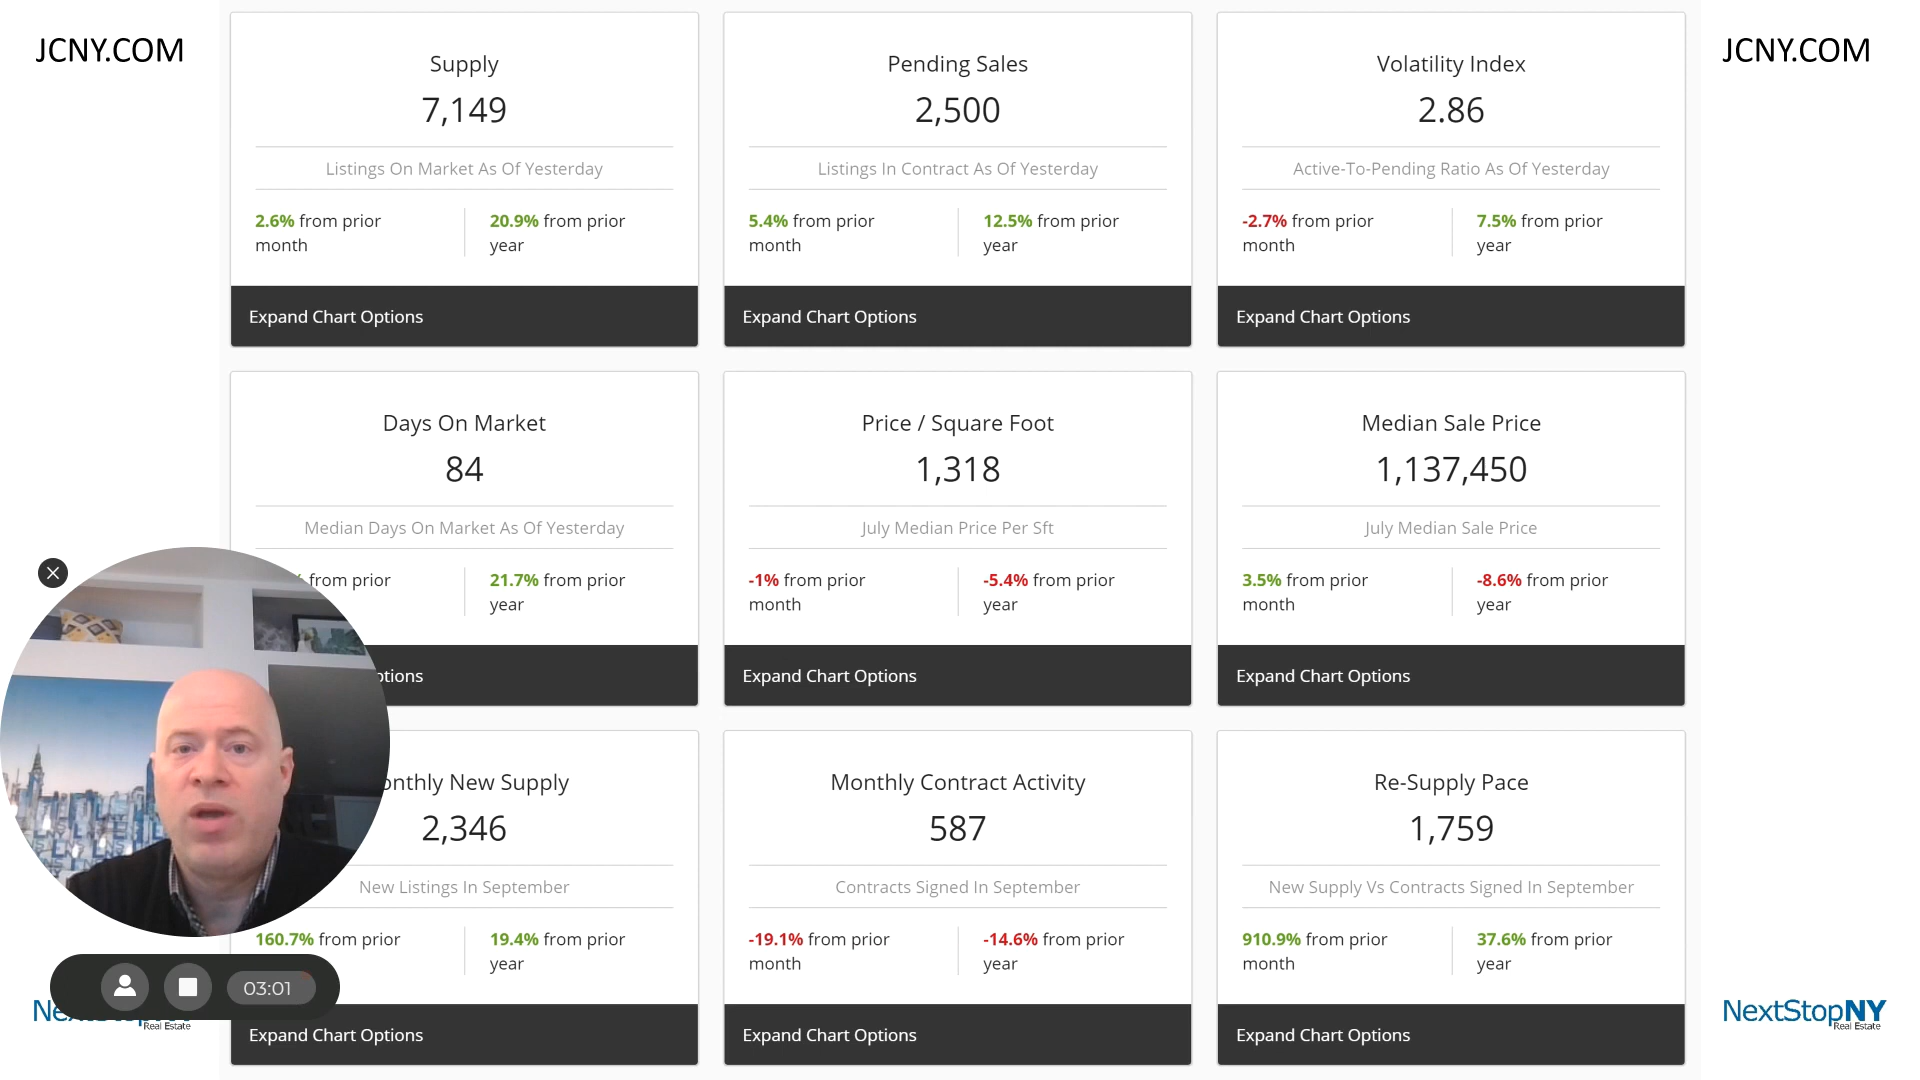 JCNY.COM
JCNY.COM
Supply
7,149
Listings On Market As Of Yesterday
2.6% from prior month
20.9% from prior year
Expand Chart Options
Pending Sales
2,500
Listings In Contract As Of Yesterday
5.4% from prior month
12.5% from prior year
Expand Chart Options
Volatility Index
2.86
Active-To-Pending Ratio As Of Yesterday
-2.7% from prior month
7.5% from prior year
Expand Chart Options
Days On Market
84
Median Days On Market As Of Yesterday
from prior
21.7% from prior year
Price / Square Foot
1,318
July Median Price Per Sft
-1% from prior month
-5.4% from prior year
Expand Chart Options
Median Sale Price
1,137,450
July Median Sale Price
3.5% from prior month
-8.6% from prior year
Expand Chart Options
New Supply
2,346
New Listings In September
160.7% from prior
19.4% from prior year
Expand Chart Options
Monthly Contract Activity
587
Contracts Signed In September
-19.1% from prior month
-14.6% from prior year
Expand Chart Options
Re-Supply Pace
1,759
New Supply Vs Contracts Signed In September
910.9% from prior month
37.6% from prior year
Expand Chart Options
03:01
Real Estate
NextStopNY
Real Estate